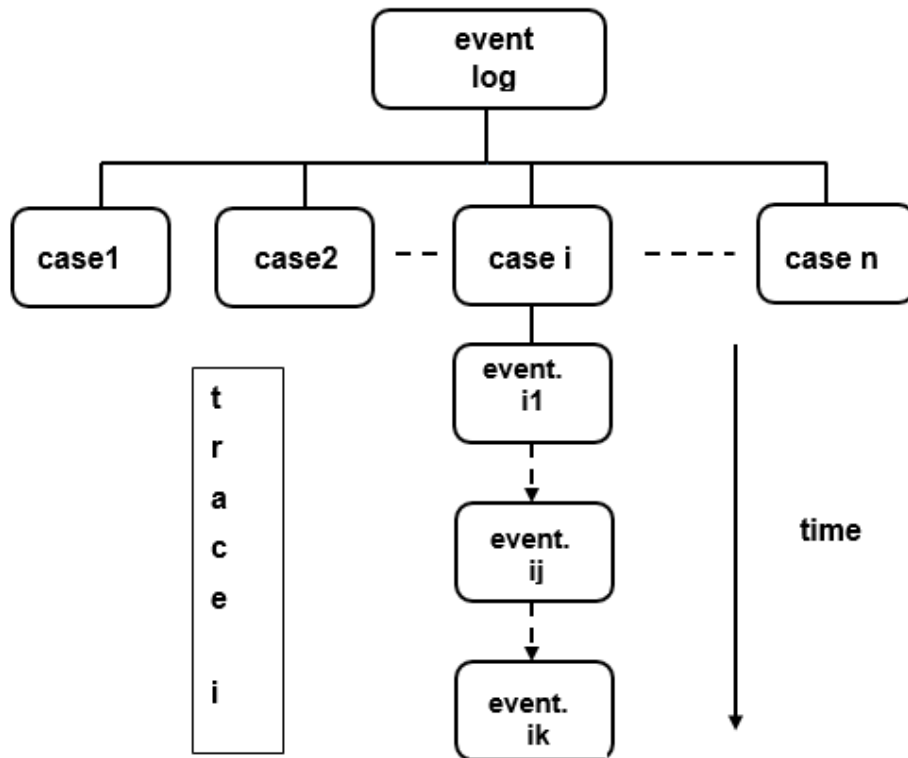 event
log
case1
case2
case i
case n
event.
i1
event.
ij
event.
ik
t
r
a
c
e
i
time